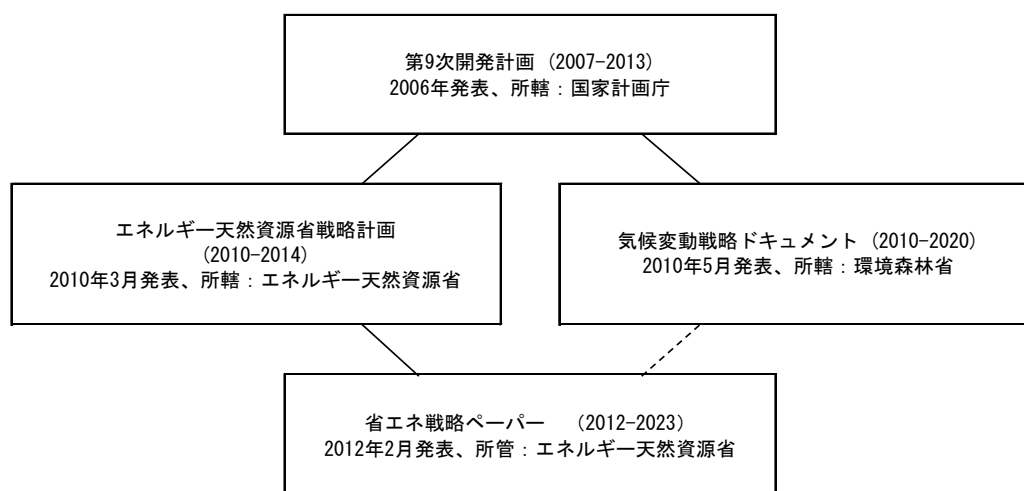 第9次開発計画 (2007-2013)
2006年発表、所轄：国家計画庁
エネルギー天然資源省戦略計画
(2010-2014)
2010年3月発表、所轄：エネルギー天然資源省
気候変動戦略ドキュメント (2010-2020)
2010年5月発表、所轄：環境森林省
省エネ戦略ペーパー　（2012-2023)
2012年2月発表、所管：エネルギー天然資源省